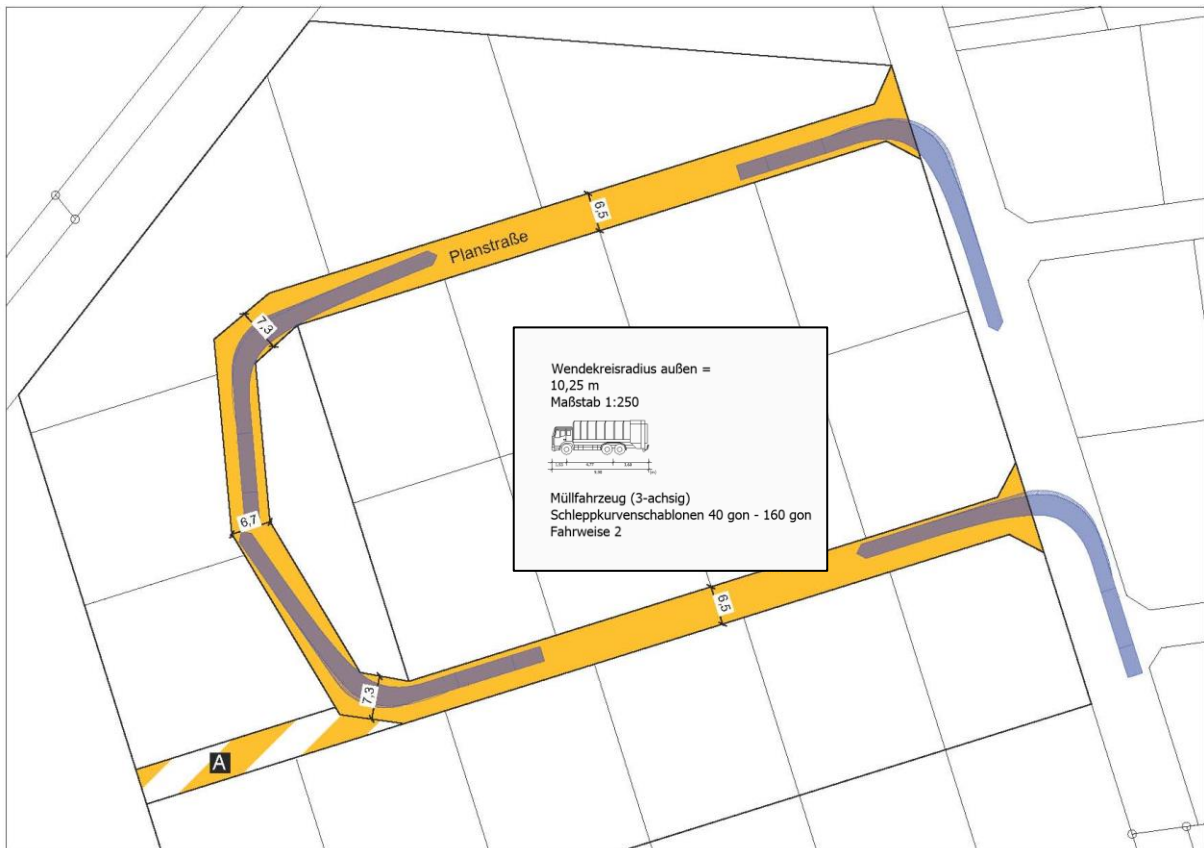 6,5
Planstraße
7,3
Wendekreisradius außen =
10,25 m
Maßstab 1:250
Müllfahrzeug (3-achsig)
Schleppkurvenschablonen 40 gon - 160 gon
Fahrweise 2
6,7
6,5
7,3
A